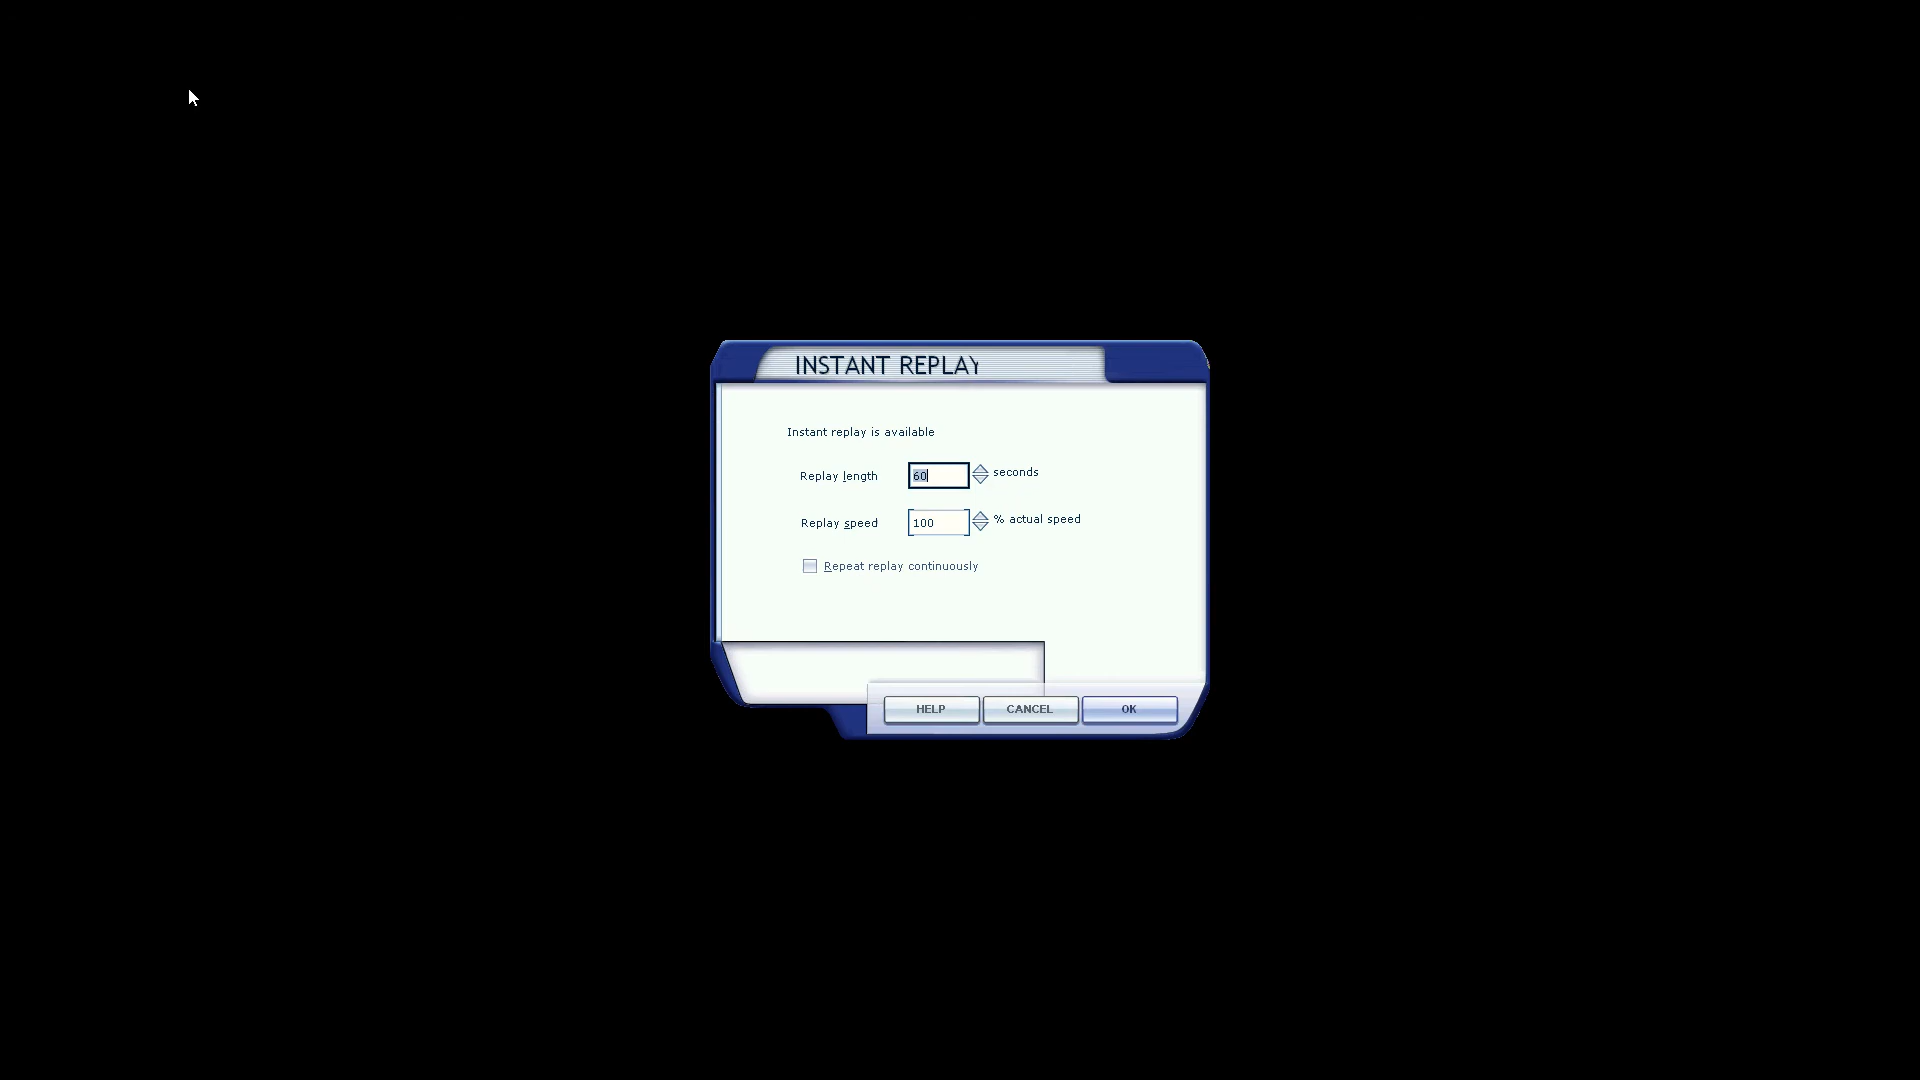 INSTANT REPLAY
Instant replay is available
Replay length 60 seconds
Replay speed 100 % actual speed
Repeat replay continuously
HELP CANCEL OK